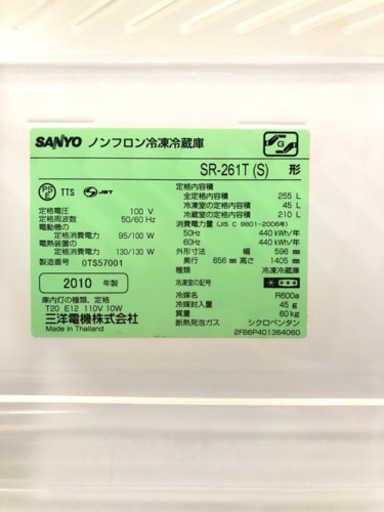 SANYO ノンフロン冷凍冷蔵庫
SR-261T (S) 形
PS E TTS S-JET
定格電圧 100 V
定格周波数 50/60 Hz
電動機の
定格消費電力 95/100 W
電熱装置の
定格消費電力 130/130 W
製造番号 0TS57001
2010 年製
庫内灯の種類、定格
T20 E12 110V 10W
三洋電機株式会社
Made in Thailand
定格内容積
全定格内容積 255 L
冷凍室の定格内容積 45 L
冷蔵室の定格内容積 210 L
消費電力量 (JIS C 9801-2006年)
50Hz 440 kWh/年
60Hz 440 kWh/年
外形寸法 幅 596 mm
奥行 656 mm 高さ 1405 mm
種類 冷凍冷蔵庫
冷凍室の記号
冷媒名 R600a
冷媒封入量 45 g
質量 60 kg
断熱発泡ガス シクロペンタン
2FB6P401364060